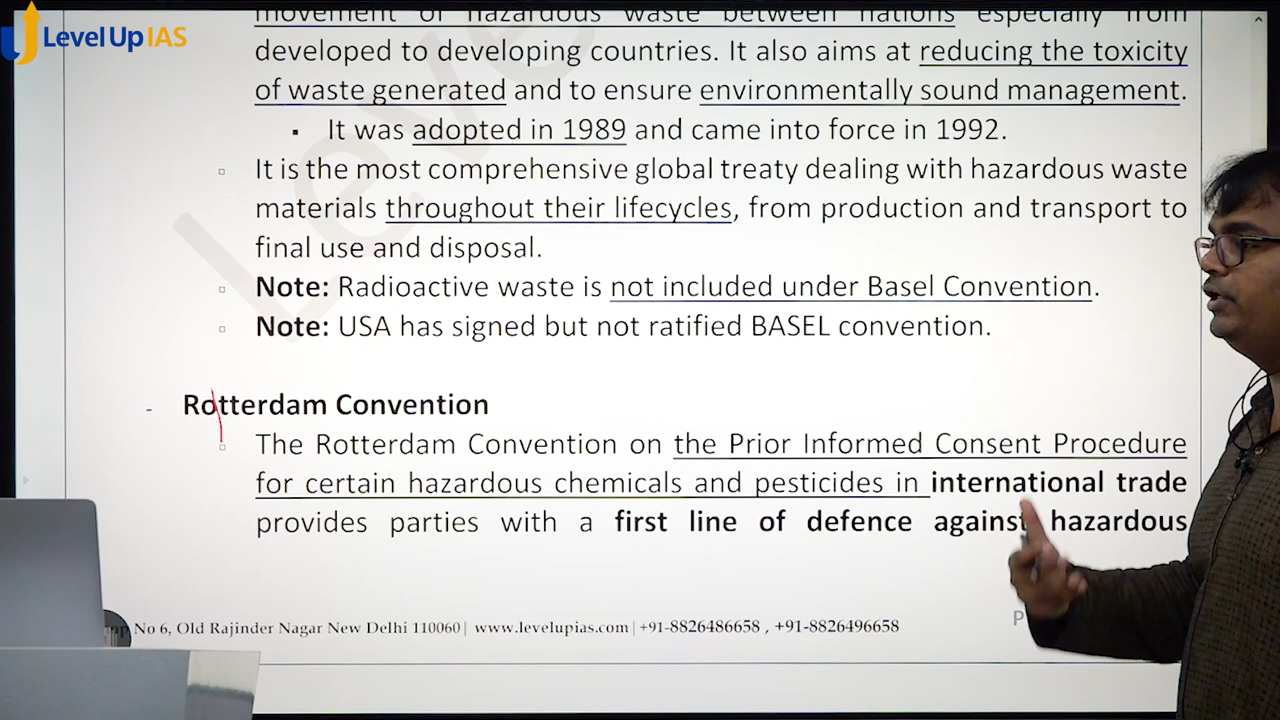 Level Up IAS
movement of hazardous waste between nations especially from
developed to developing countries. It also aims at reducing the toxicity
of waste generated and to ensure environmentally sound management.
▪ It was adopted in 1989 and came into force in 1992.
▫ It is the most comprehensive global treaty dealing with hazardous waste
materials throughout their lifecycles, from production and transport to
final use and disposal.
▫ Note: Radioactive waste is not included under Basel Convention.
▫ Note: USA has signed but not ratified BASEL convention.
- Rotterdam Convention
▫ The Rotterdam Convention on the Prior Informed Consent Procedure
for certain hazardous chemicals and pesticides in international trade
provides parties with a first line of defence against hazardous
No 6, Old Rajinder Nagar New Delhi 110060| www.levelupias.com | +91-8826486658 , +91-8826496658